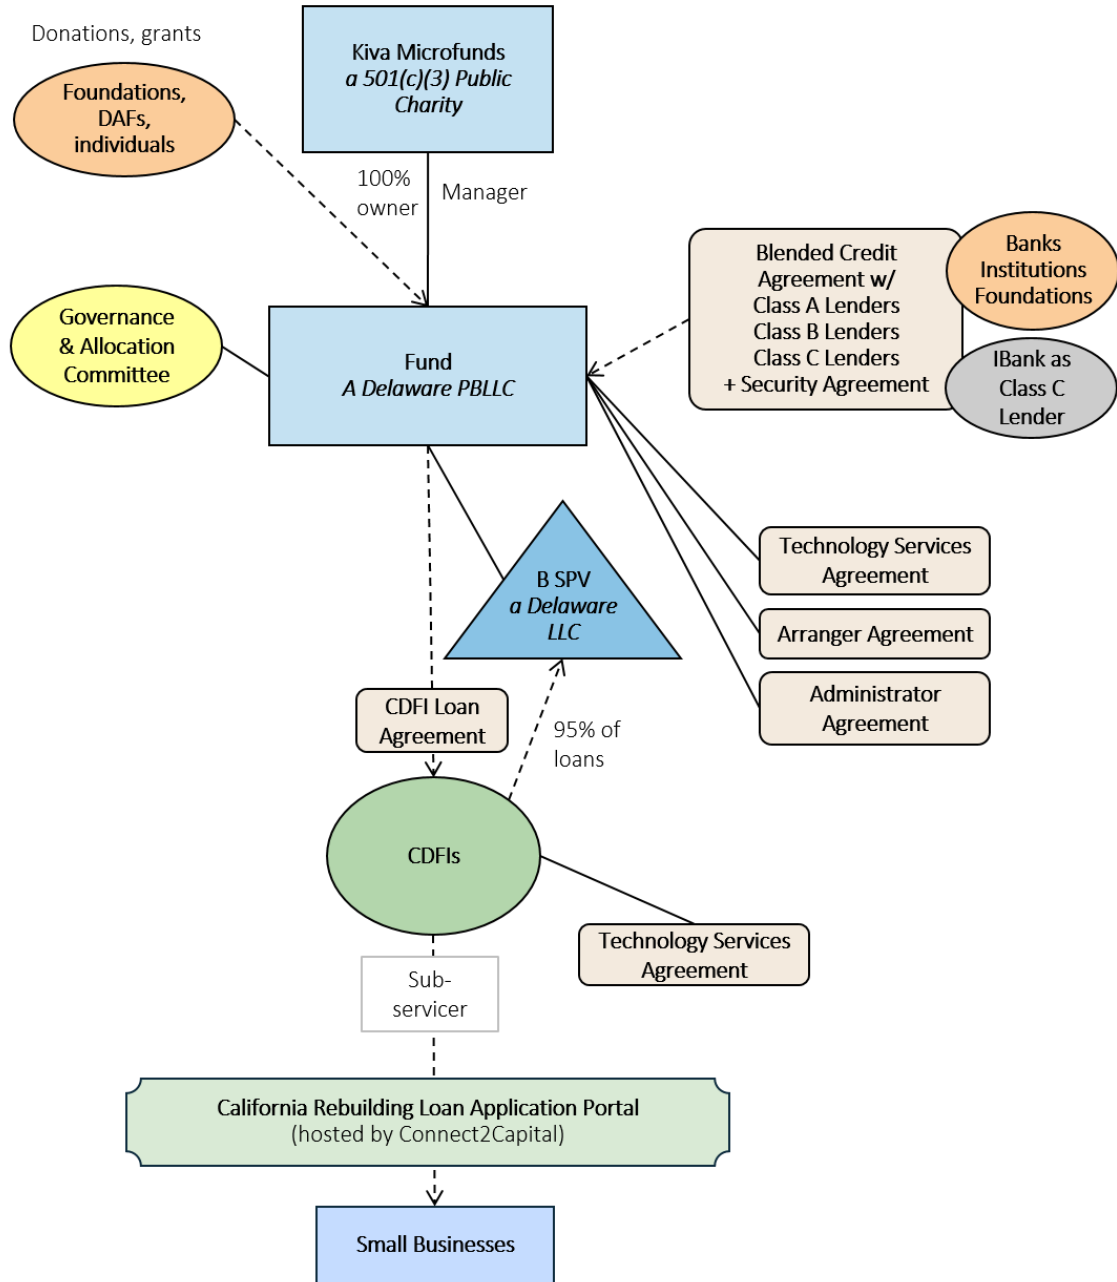 Donations, grants
Kiva Microfunds
a 501(c)(3) Public
Charity
Foundations,
DAFs,
individuals
100%
owner
Manager
Blended Credit
Agreement w/
Class A Lenders
Class B Lenders
Class C Lenders
+ Security Agreement
Banks
Institutions
Foundations
IBank as
Class C
Lender
Governance
& Allocation
Committee
Fund
A Delaware PBLLC
Technology Services
Agreement
B SPV
a Delaware
LLC
Arranger Agreement
Administrator
Agreement
CDFI Loan
Agreement
95% of
loans
CDFIs
Technology Services
Agreement
Sub-
servicer
California Rebuilding Loan Application Portal
(hosted by Connect2Capital)
Small Businesses